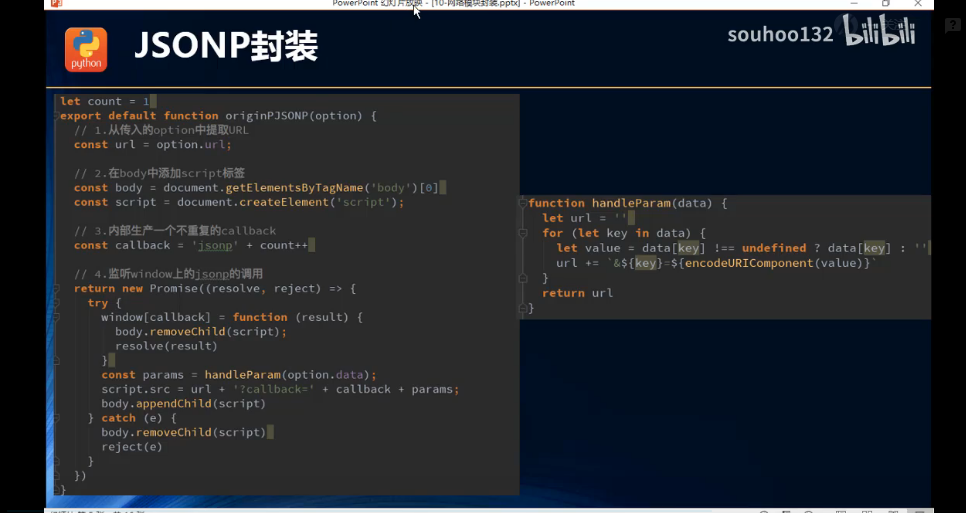 PowerPoint 幻灯片放映 - [10-网络模块封装.pptx] - PowerPoint
python
JSONP封装
souhoo132 bilibili
let count = 1
export default function originPJSONP(option) {
// 1.从传入的option中提取URL
const url = option.url;
// 2.在body中添加script标签
const body = document.getElementsByTagName('body')[0]
const script = document.createElement('script');
// 3.内部生产一个不重复的callback
const callback = 'jsonp' + count++
// 4.监听window上的jsonp的调用
return new Promise((resolve, reject) => {
try {
window[callback] = function (result) {
body.removeChild(script);
resolve(result)
}
const params = handleParam(option.data);
script.src = url + '?callback=' + callback + params;
body.appendChild(script)
} catch (e) {
body.removeChild(script)
reject(e)
}
})
}
function handleParam(data) {
let url = ''
for (let key in data) {
let value = data[key] !== undefined ? data[key] : ''
url += `&${key}=${encodeURIComponent(value)}`
}
return url
}